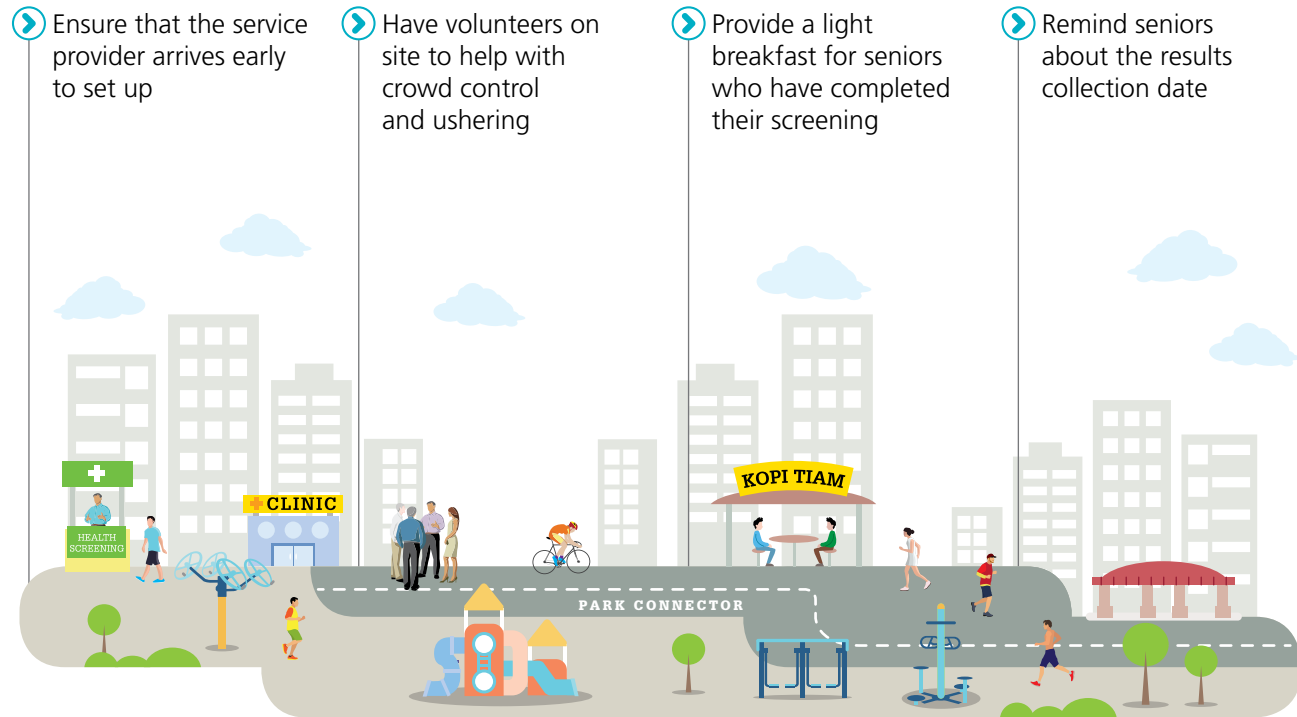 Ensure that the service
provider arrives early
to set up
Have volunteers on
site to help with
crowd control
and ushering
Provide a light
breakfast for seniors
who have completed
their screening
Remind seniors
about the results
collection date
HEALTH
SCREENING
CLINIC
KOPI TIAM
PARK CONNECTOR